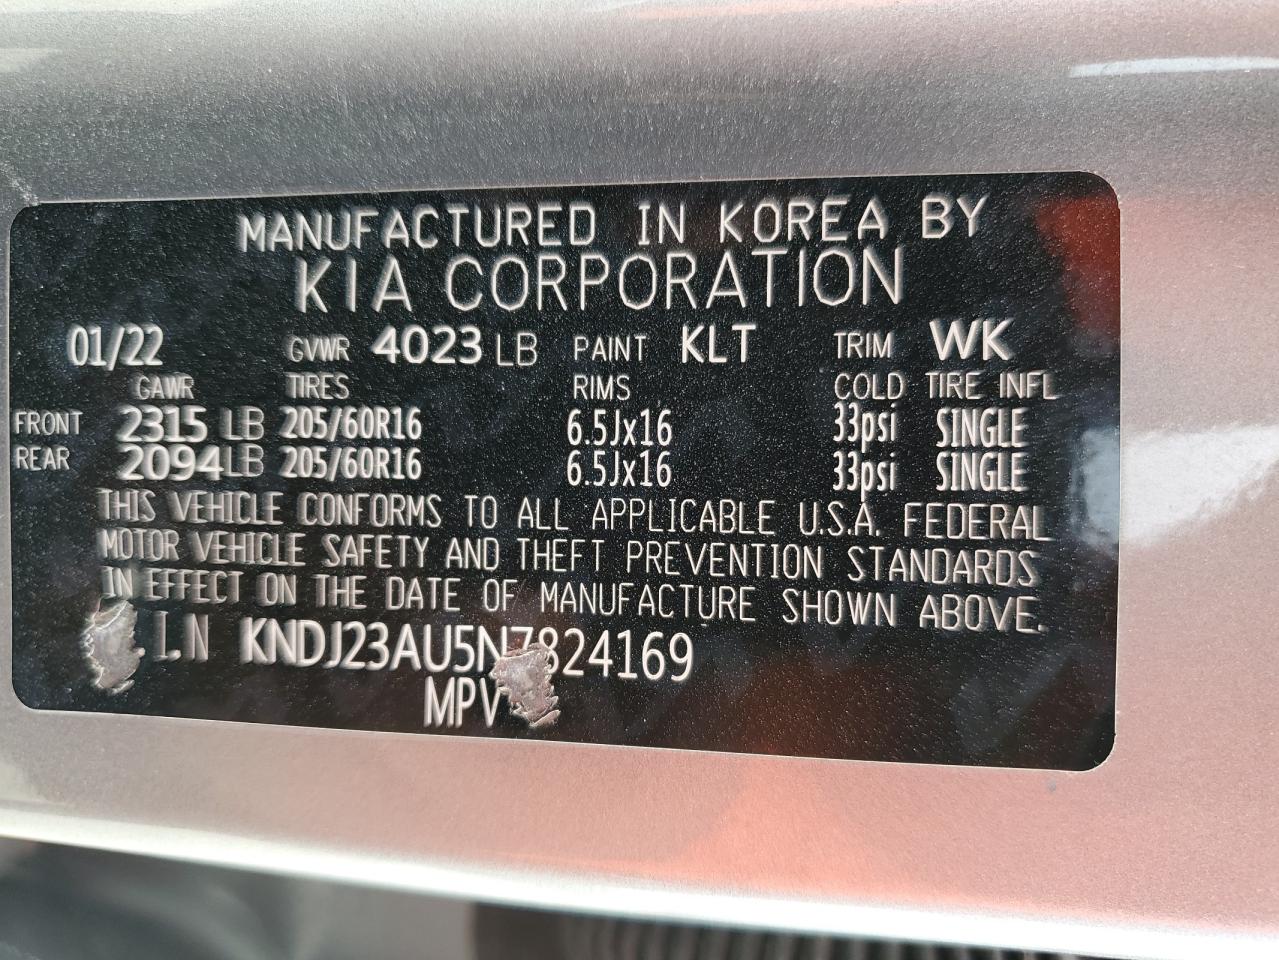 MANUFACTURED IN KOREA BY
KIA CORPORATION
01/22 GVWR 4023 LB PAINT KLT TRIM WK
GAWR TIRES RIMS COLD TIRE INFL
FRONT 2315 LB 205/60R16 6.5Jx16 33psi SINGLE
REAR 2094 LB 205/60R16 6.5Jx16 33psi SINGLE
THIS VEHICLE CONFORMS TO ALL APPLICABLE U.S.A. FEDERAL
MOTOR VEHICLE SAFETY AND THEFT PREVENTION STANDARDS
IN EFFECT ON THE DATE OF MANUFACTURE SHOWN ABOVE.
.I.N KNDJ23AU5N7824169
MPV